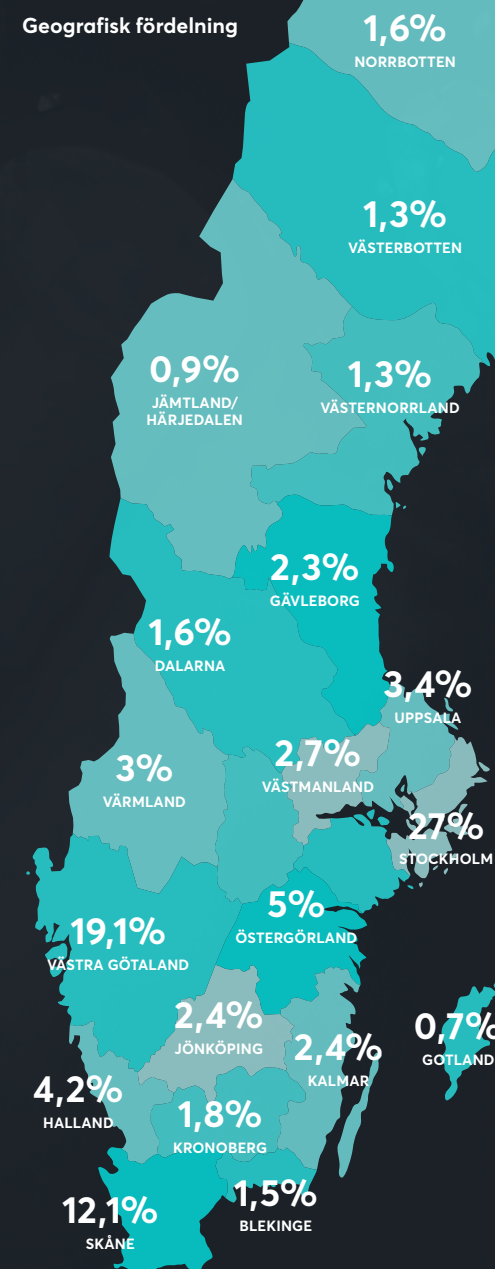 Geografisk fördelning
1,6%
NORRBOTTEN
1,3%
VÄSTERBOTTEN
0,9%
JÄMTLAND/
HÄRJEDALEN
1,3%
VÄSTERNORRLAND
2,3%
GÄVLEBORG
1,6%
DALARNA
3,4%
UPPSALA
2,7%
VÄSTMANLAND
3%
VÄRMLAND
27%
STOCKHOLM
5%
ÖSTERGÖRLAND
19,1%
VÄSTRA GÖTALAND
2,4%
JÖNKÖPING
2,4%
KALMAR
0,7%
GOTLAND
4,2%
HALLAND
1,8%
KRONOBERG
1,5%
BLEKINGE
12,1%
SKÅNE